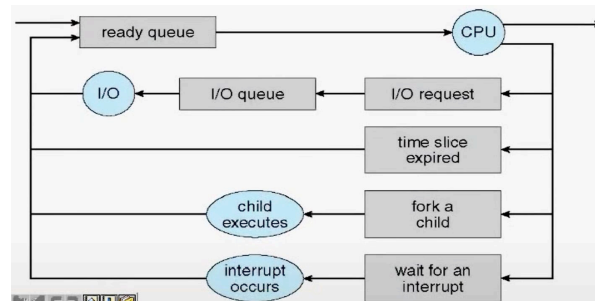 ready queue
CPU
I/O
I/O queue
I/O request
time slice
expired
child
executes
fork a
child
interrupt
occurs
wait for an
interrupt